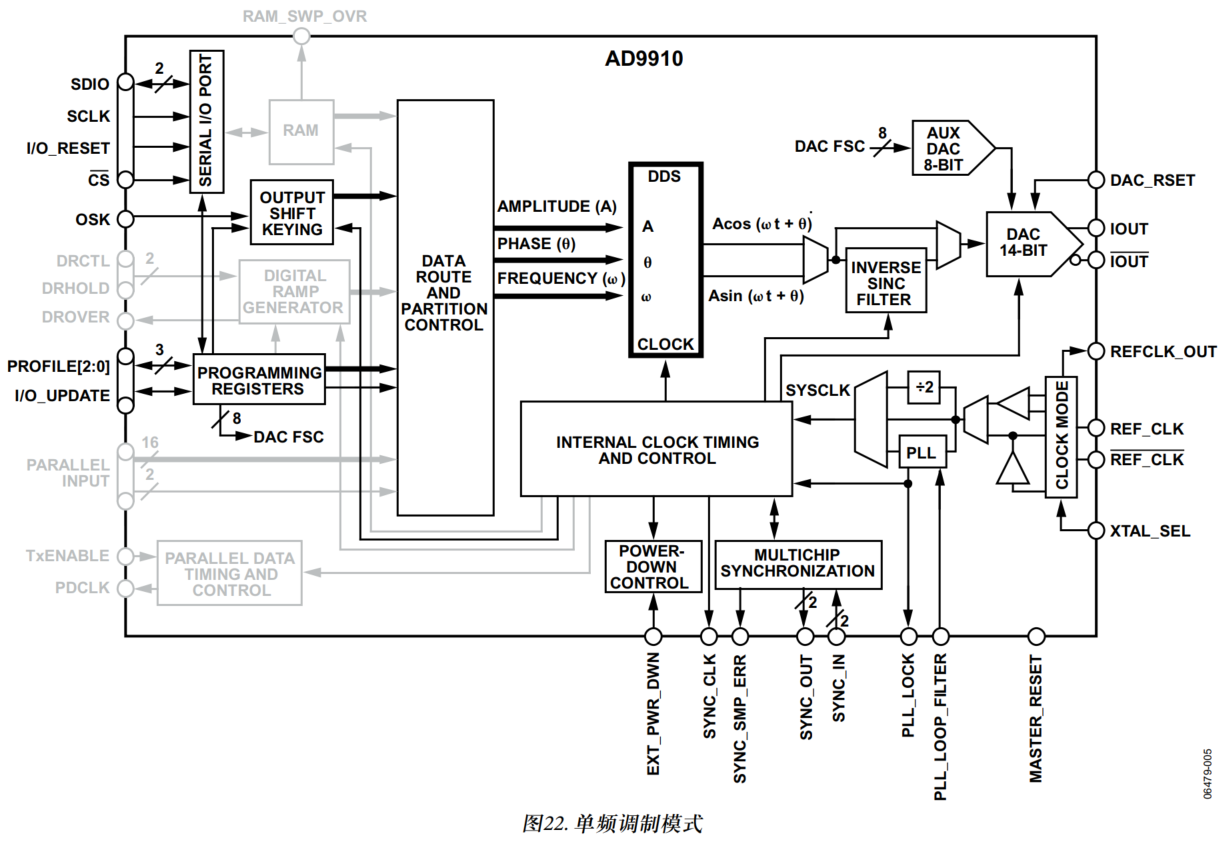 RAM_SWP_OVR
AD9910
SDIO
2
SCLK
I/O_RESET
CS
SERIAL I/O PORT
RAM
OSK
OUTPUT
SHIFT
KEYING
DRCTL
2
DRHOLD
DROVER
DIGITAL
RAMP
GENERATOR
PROFILE[2:0]
3
I/O_UPDATE
PROGRAMMING
REGISTERS
8
DAC FSC
PARALLEL
INPUT
16
2
TxENABLE
PDCLK
PARALLEL DATA
TIMING AND
CONTROL
DATA
ROUTE
AND
PARTITION
CONTROL
AMPLITUDE (A)
PHASE (θ)
FREQUENCY (ω)
DDS
A
θ
ω
CLOCK
Acos (ωt + θ)
Asin (ωt + θ)
DAC FSC
8
AUX
DAC
8-BIT
INVERSE
SINC
FILTER
DAC
14-BIT
DAC_RSET
IOUT
IOUT
SYSCLK
÷2
PLL
CLOCK MODE
REFCLK_OUT
REF_CLK
REF_CLK
XTAL_SEL
INTERNAL CLOCK TIMING
AND CONTROL
POWER-
DOWN
CONTROL
MULTICHIP
SYNCHRONIZATION
2
2
EXT_PWR_DWN
SYNC_CLK
SYNC_SMP_ERR
SYNC_OUT
SYNC_IN
PLL_LOCK
PLL_LOOP_FILTER
MASTER_RESET
06479-005
图22. 单频调制模式